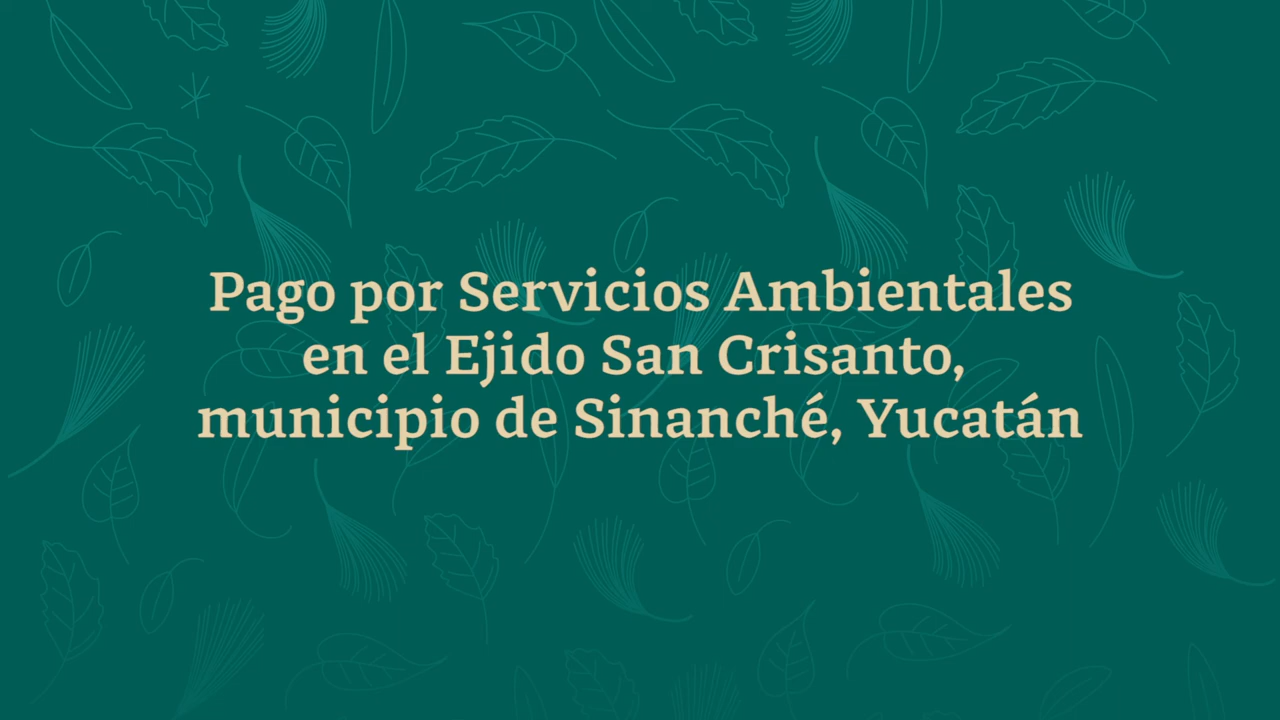 Pago por Servicios Ambientales
en el Ejido San Crisanto,
municipio de Sinanché, Yucatán